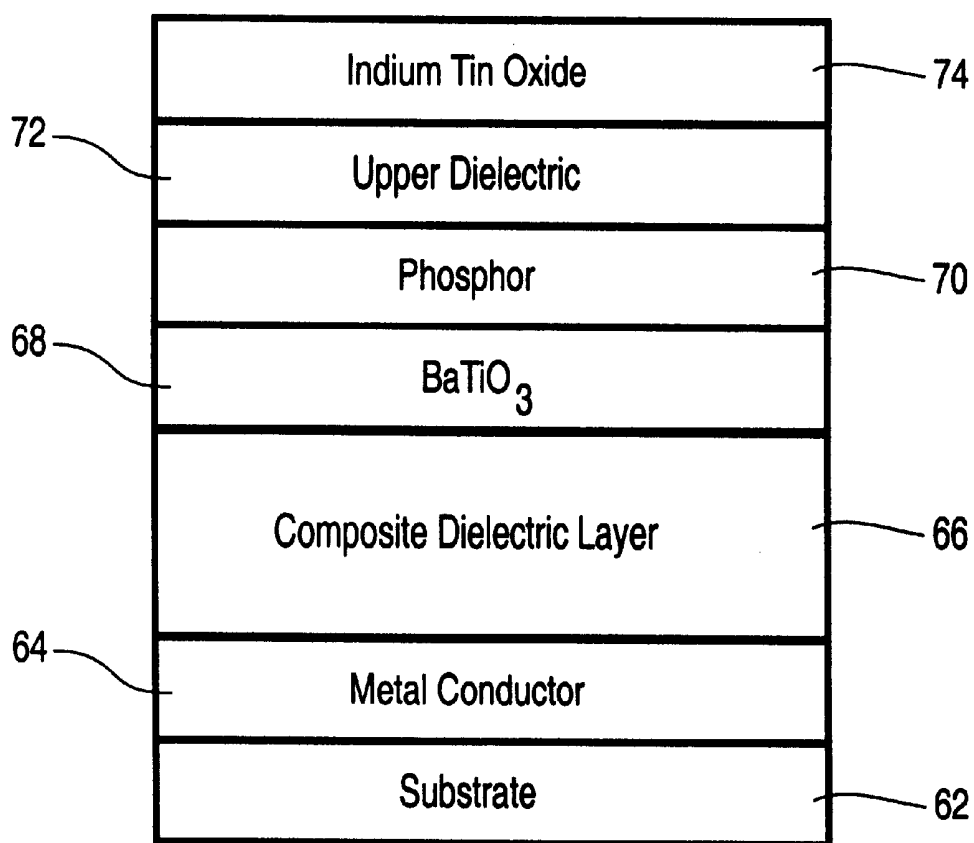 Indium Tin Oxide 74
72 Upper Dielectric
Phosphor 70
68 BaTiO3
Composite Dielectric Layer 66
64 Metal Conductor
Substrate 62